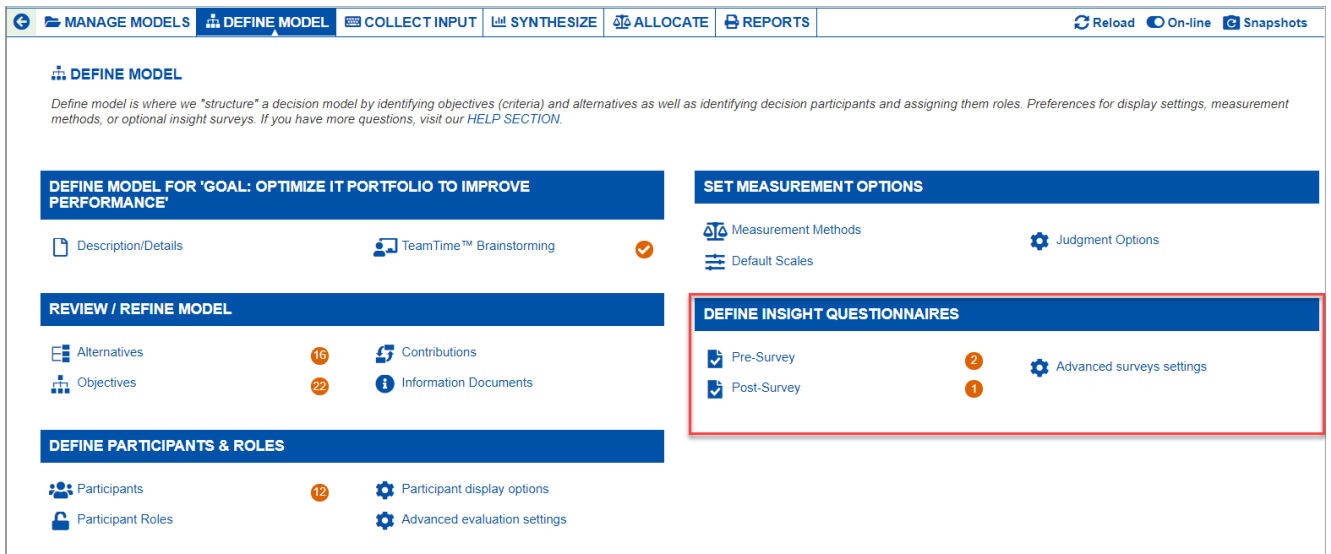 MANAGE MODELS DEFINE MODEL COLLECT INPUT SYNTHESIZE ALLOCATE REPORTS Reload On-line Snapshots
DEFINE MODEL
Define model is where we "structure" a decision model by identifying objectives (criteria) and alternatives as well as identifying decision participants and assigning them roles. Preferences for display settings, measurement
methods, or optional insight surveys. If you have more questions, visit our HELP SECTION.
DEFINE MODEL FOR 'GOAL: OPTIMIZE IT PORTFOLIO TO IMPROVE
PERFORMANCE'
Description/Details TeamTime™ Brainstorming
REVIEW / REFINE MODEL
Alternatives 16 Contributions
Objectives 22 Information Documents
DEFINE PARTICIPANTS & ROLES
Participants 12 Participant display options
Participant Roles Advanced evaluation settings
SET MEASUREMENT OPTIONS
Measurement Methods Judgment Options
Default Scales
DEFINE INSIGHT QUESTIONNAIRES
Pre-Survey 2 Advanced surveys settings
Post-Survey 1